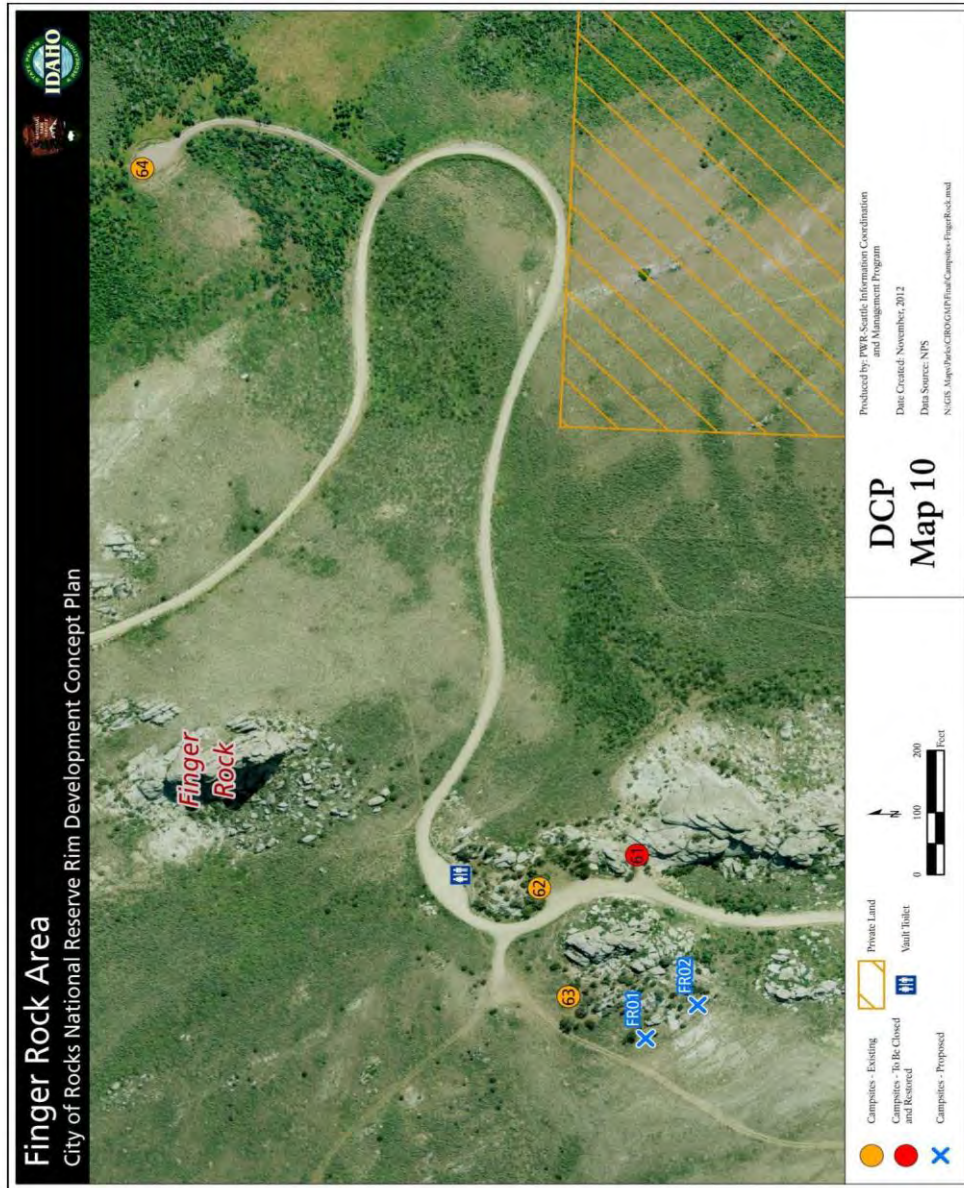 Finger Rock Area
City of Rocks National Reserve Rim Development Concept Plan
IDAHO
64
Finger
Rock
62
61
63
FR01
FR02
Campsites - Existing
Campsites - To Be Closed
and Restored
Campsites - Proposed
Private Land
Vault Toilet
N
0
100
200
Feet
DCP
Map 10
Produced by: PWR-Seattle Information Coordination
and Management Program
Date Created: November, 2012
Data Source: NPS